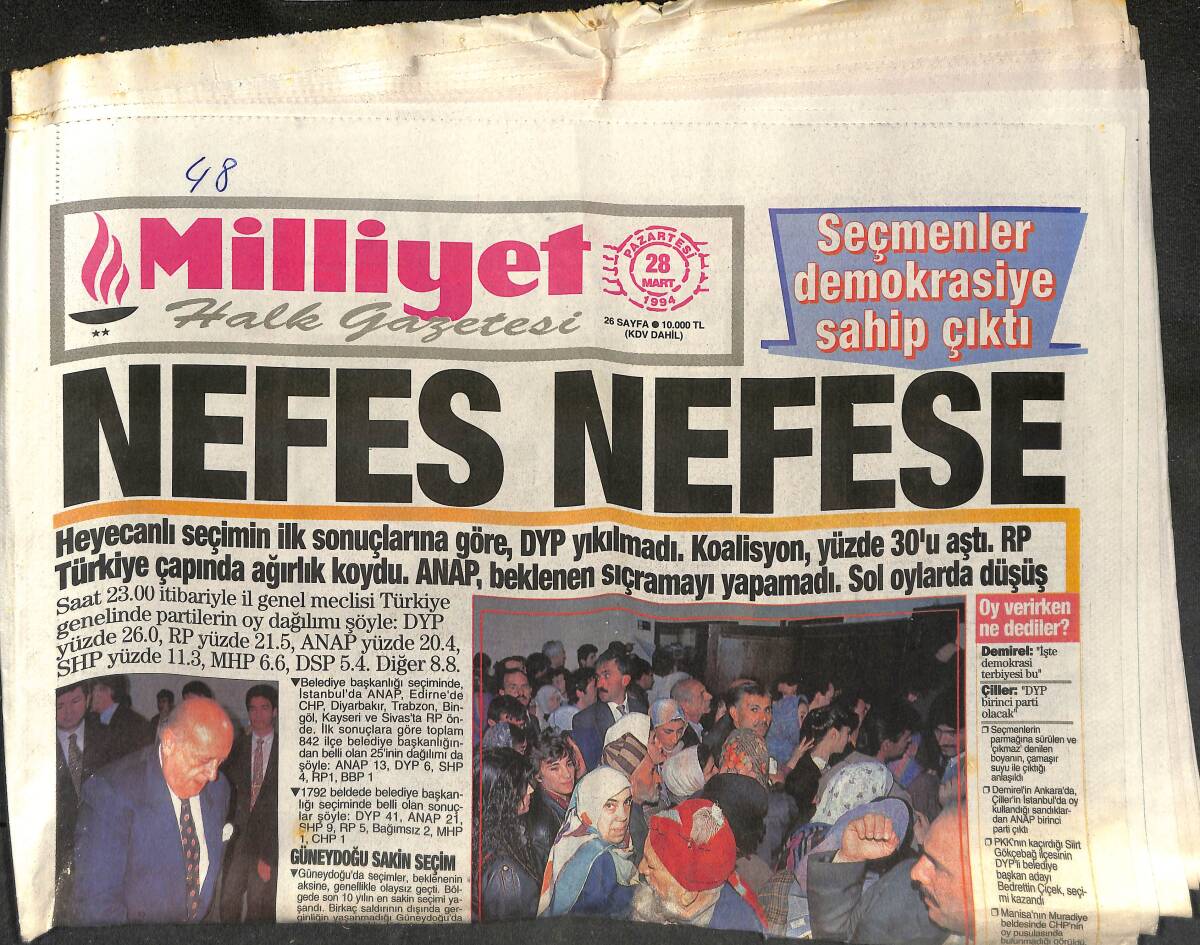 48
Milliyet
Halk Gazetesi
**
PAZARTESİ
28
MART
1994
26 SAYFA ● 10.000 TL
(KDV DAHİL)
Seçmenler
demokrasiye
sahip çıktı
NEFES NEFESE
Heyecanlı seçimin ilk sonuçlarına göre, DYP yıkılmadı. Koalisyon, yüzde 30'u aştı. RP
Türkiye çapında ağırlık koydu. ANAP, beklenen sıçramayı yapamadı. Sol oylarda düşüş
Saat 23.00 itibariyle il genel meclisi Türkiye
genelinde partilerin oy dağılımı şöyle: DYP
yüzde 26.0, RP yüzde 21.5, ANAP yüzde 20.4,
SHP yüzde 11.3, MHP 6.6, DSP 5.4. Diğer 8.8.
▼Belediye başkanlığı seçiminde,
İstanbul'da ANAP, Edirne'de
CHP, Diyarbakır, Trabzon, Bin-
göl, Kayseri ve Sivas'ta RP ön-
de. İlk sonuçlara göre toplam
842 ilçe belediye başkanlığın-
dan belli olan 25'inin dağılımı da
şöyle: ANAP 13, DYP 6, SHP
4, RP1, BBP 1
▼1792 beldede belediye başkan-
lığı seçiminde belli olan sonuç-
lar şöyle: DYP 41, ANAP 21,
SHP 9, RP 5, Bağımsız 2, MHP
1, CHP 1
GÜNEYDOĞU SAKİN SEÇİM
▼Güneydoğu'da seçimler, beklenenin
aksine, genellikle olaysız geçti. Böl-
gede son 10 yılın en sakin seçimi ya-
şandı. Birkaç saldırının dışında ger-
ginliğin yaşanmadığı Güneydoğu'da
Oy verirken
ne dediler?
Demirel: "İşte
demokrasi
terbiyesi bu"
Çiller: "DYP
birinci parti
olacak"
❒ Seçmenlerin
parmağına sürülen ve
'çıkmaz' denilen
boyanın, çamaşır
suyu ile çıktığı
anlaşıldı
❒ Demirel'in Ankara'da,
Çiller'in İstanbul'da oy
kullandığı sandıklar-
dan ANAP birinci
parti çıktı
❒ PKK'nın kaçırdığı Siirt
Gökçebağ ilçesinin
DYP'li belediye
başkan adayı
Bedrettin Çiçek, seçi-
mi kazandı
❒ Manisa'nın Muradiye
beldesinde CHP'nin
oy pusulasında
bulunmadığı görüldü